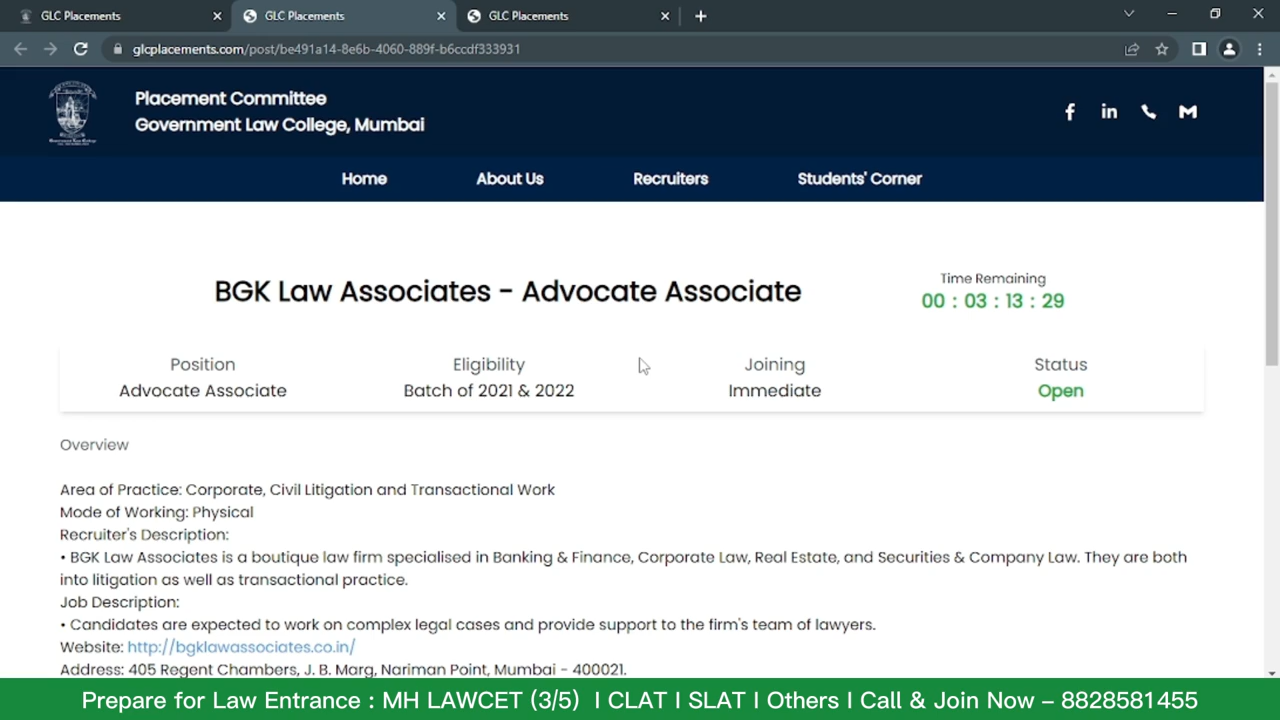 GLC Placements
GLC Placements
GLC Placements
glcplacements.com/post/be491a14-8e6b-4060-889f-b6ccdf333931
Placement Committee
Government Law College, Mumbai
Home About Us Recruiters Students' Corner
BGK Law Associates - Advocate Associate
Time Remaining
00 : 03 : 13 : 29
Position Eligibility Joining Status
Advocate Associate Batch of 2021 & 2022 Immediate Open
Overview
Area of Practice: Corporate, Civil Litigation and Transactional Work
Mode of Working: Physical
Recruiter's Description:
• BGK Law Associates is a boutique law firm specialised in Banking & Finance, Corporate Law, Real Estate, and Securities & Company Law. They are both
into litigation as well as transactional practice.
Job Description:
• Candidates are expected to work on complex legal cases and provide support to the firm's team of lawyers.
Website: http://bgklawassociates.co.in/
Address: 405 Regent Chambers, J. B. Marg, Nariman Point, Mumbai - 400021.
Prepare for Law Entrance : MH LAWCET (3/5) I CLAT I SLAT I Others I Call & Join Now – 8828581455